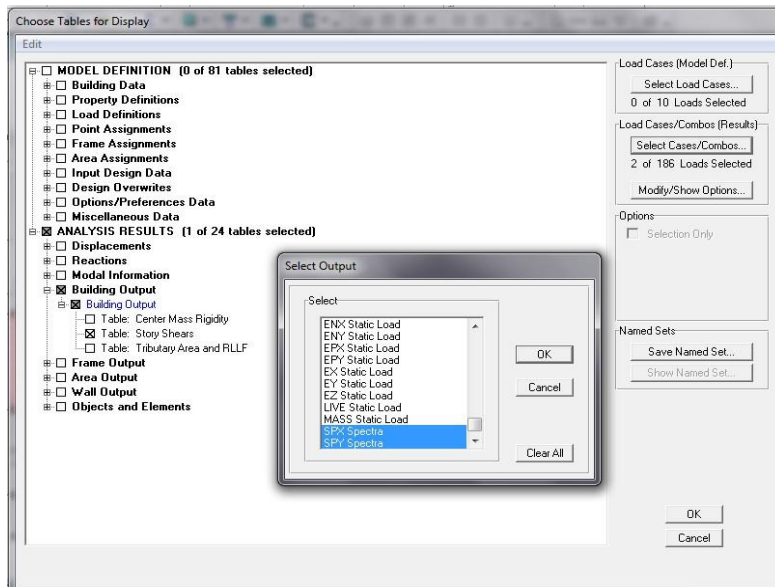 Choose Tables for Display
Edit
MODEL DEFINITION (0 of 81 tables selected)
Building Data
Property Definitions
Load Definitions
Point Assignments
Frame Assignments
Area Assignments
Input Design Data
Design Overwrites
Options/Preferences Data
Miscellaneous Data
ANALYSIS RESULTS (1 of 24 tables selected)
Displacements
Reactions
Modal Information
Building Output
Building Output
Table: Center Mass Rigidity
Table: Story Shears
Table: Tributary Area and RLLF
Frame Output
Area Output
Wall Output
Objects and Elements
Load Cases (Model Def.)
Select Load Cases...
0 of 10 Loads Selected
Load Cases/Combos (Results)
Select Cases/Combos...
2 of 186 Loads Selected
Modify/Show Options...
Options
Selection Only
Named Sets
Save Named Set...
Show Named Set...
OK
Cancel
Select Output
Select
ENX Static Load
ENY Static Load
EPX Static Load
EPY Static Load
EX Static Load
EY Static Load
EZ Static Load
LIVE Static Load
MASS Static Load
SPX Spectra
SPY Spectra
OK
Cancel
Clear All